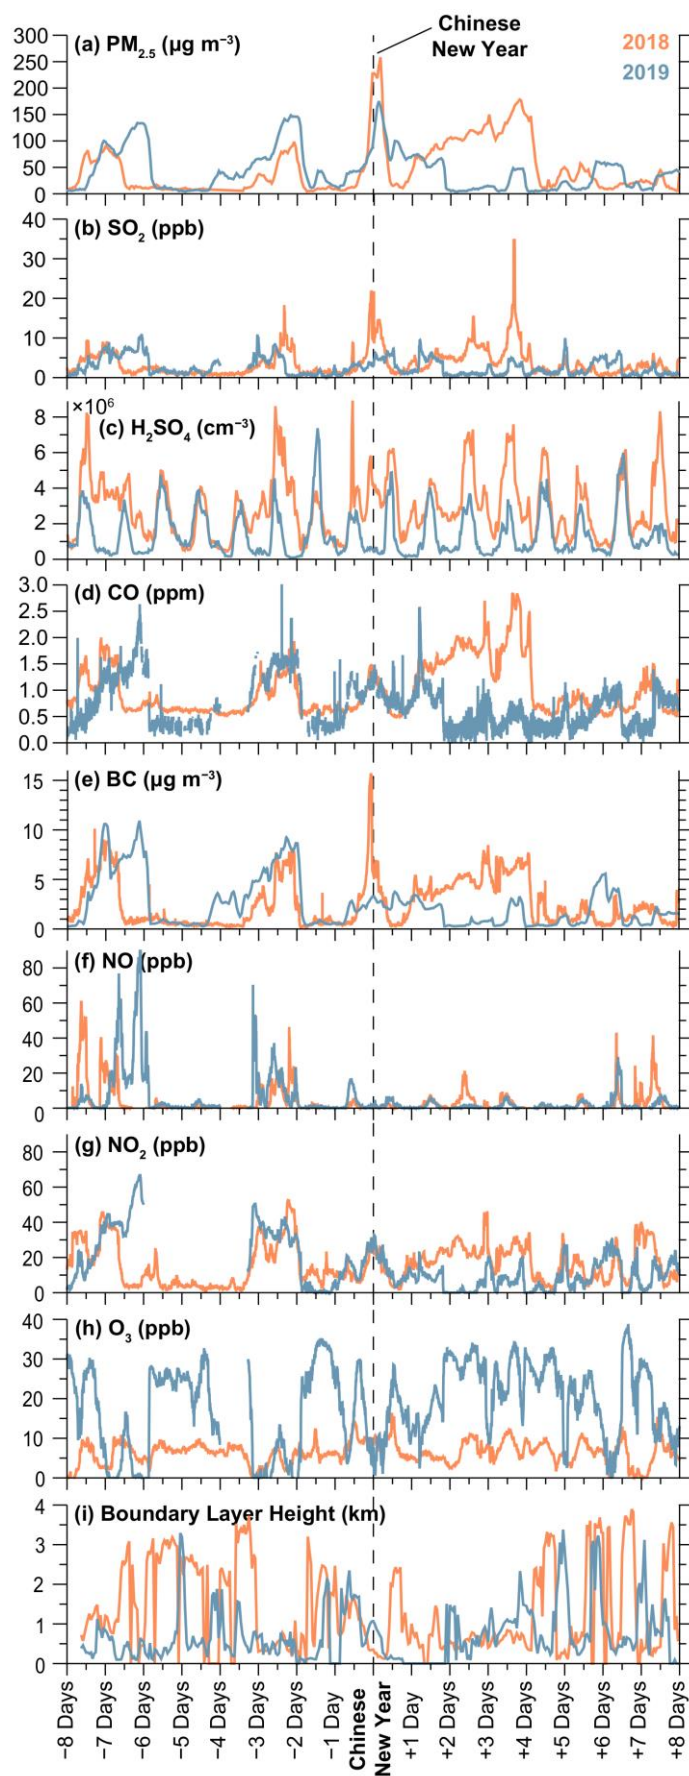 Chinese
New Year
2018
2019
(a) PM₂.₅ (µg m⁻³)
300
250
200
150
100
50
0
(b) SO₂ (ppb)
40
30
20
10
0
×10⁶
(c) H₂SO₄ (cm⁻³)
8
6
4
2
0
(d) CO (ppm)
3.0
2.5
2.0
1.5
1.0
0.5
0.0
(e) BC (µg m⁻³)
15
10
5
0
(f) NO (ppb)
80
60
40
20
0
(g) NO₂ (ppb)
80
60
40
20
0
(h) O₃ (ppb)
40
30
20
10
0
(i) Boundary Layer Height (km)
4
3
2
1
0
−8 Days
−7 Days
−6 Days
−5 Days
−4 Days
−3 Days
−2 Days
−1 Day
Chinese
New Year
+1 Day
+2 Days
+3 Days
+4 Days
+5 Days
+6 Days
+7 Days
+8 Days